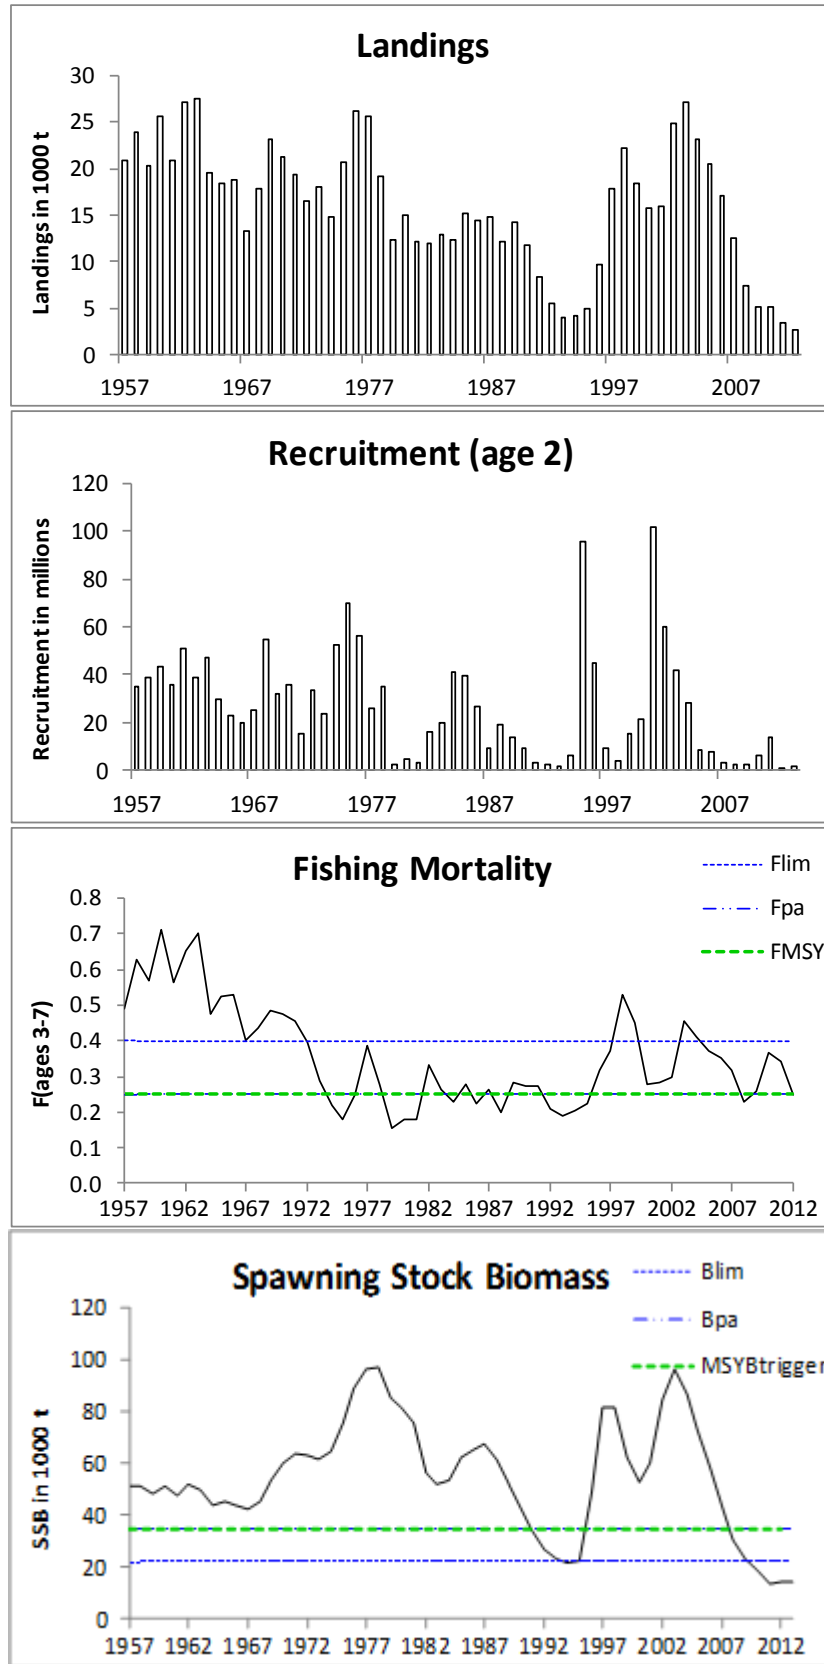 Landings
Landings in 1000 t
30
25
20
15
10
5
0
1957 1967 1977 1987 1997 2007
Recruitment (age 2)
Recruitment in millions
120
100
80
60
40
20
0
1957 1967 1977 1987 1997 2007
Fishing Mortality
Flim
Fpa
FMSY
F(ages 3-7)
0.8
0.7
0.6
0.5
0.4
0.3
0.2
0.1
0.0
1957 1962 1967 1972 1977 1982 1987 1992 1997 2002 2007 2012
Spawning Stock Biomass
Blim
Bpa
MSYBtrigger
SSB in 1000 t
120
100
80
60
40
20
0
1957 1962 1967 1972 1977 1982 1987 1992 1997 2002 2007 2012